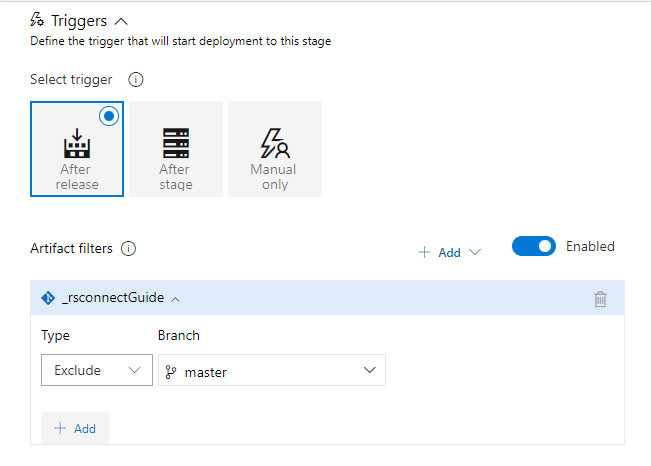 Triggers
Define the trigger that will start deployment to this stage
Select trigger
After
release
After
stage
Manual
only
Artifact filters
Add
Enabled
_rsconnectGuide
Type Branch
Exclude master
Add